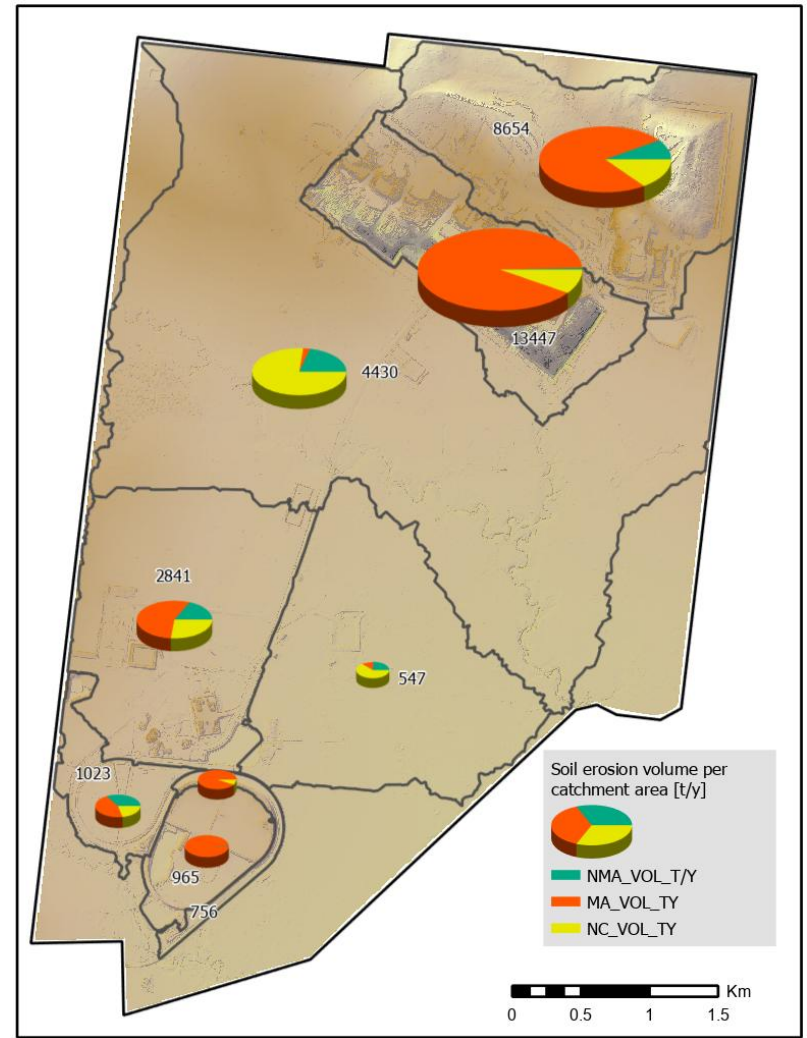 8654
13447
4430
2841
547
1023
965
756
Soil erosion volume per
catchment area [t/y]
NMA_VOL_T/Y
MA_VOL_TY
NC_VOL_TY
Km
0 0.5 1 1.5